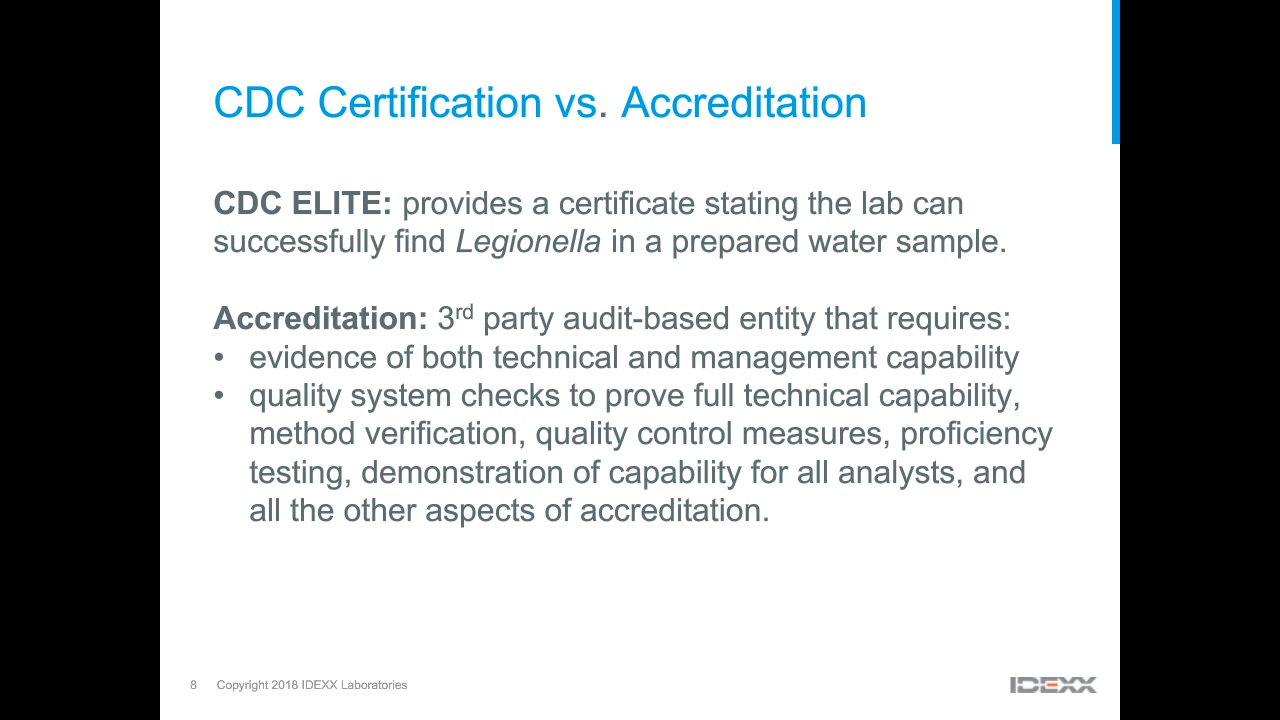 CDC Certification vs. Accreditation
CDC ELITE: provides a certificate stating the lab can
successfully find Legionella in a prepared water sample.
Accreditation: 3rd party audit-based entity that requires:
• evidence of both technical and management capability
• quality system checks to prove full technical capability,
method verification, quality control measures, proficiency
testing, demonstration of capability for all analysts, and
all the other aspects of accreditation.
8 Copyright 2018 IDEXX Laboratories
IDEXX